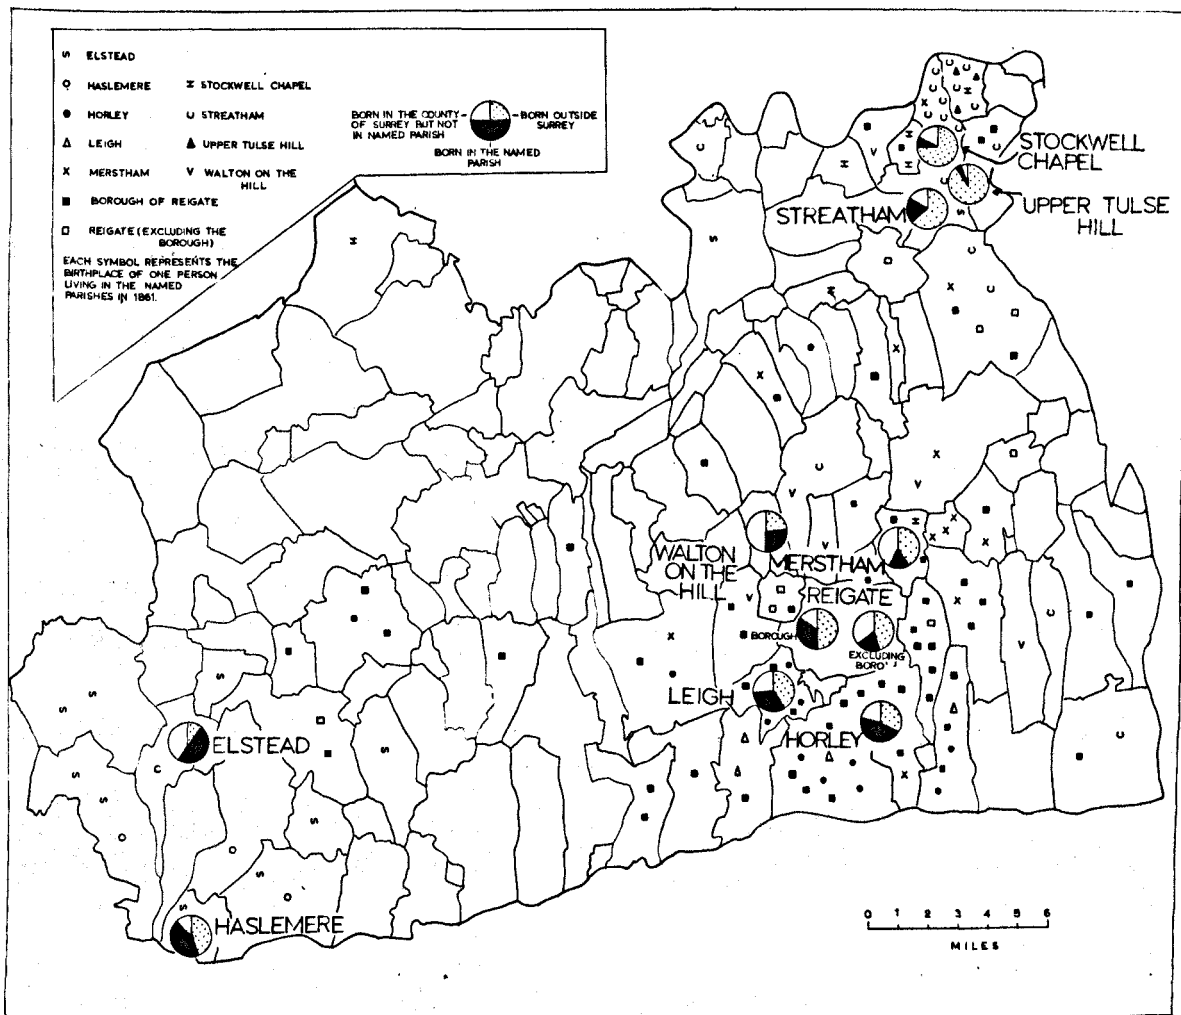 ELSTEAD
HASLEMERE
HORLEY
LEIGH
MERSTHAM
BOROUGH OF REIGATE
REIGATE (EXCLUDING THE
BOROUGH)
STOCKWELL CHAPEL
STREATHAM
UPPER TULSE HILL
WALTON ON THE
HILL
EACH SYMBOL REPRESENTS THE
BIRTHPLACE OF ONE PERSON
LIVING IN THE NAMED
PARISHES IN 1861.
BORN IN THE COUNTY
OF SURREY BUT NOT
IN NAMED PARISH
BORN OUTSIDE
SURREY
BORN IN THE NAMED
PARISH
STOCKWELL
CHAPEL
UPPER TULSE
HILL
STREATHAM
WALTON
ON THE
HILL
MERSTHAM
REIGATE
BOROUGH
EXCLUDING
BORO'
LEIGH
HORLEY
ELSTEAD
HASLEMERE
0 1 2 3 4 5 6
MILES